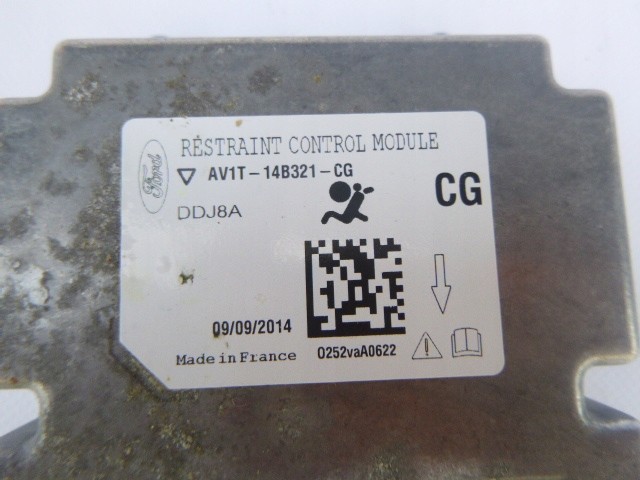 Ford
RESTRAINT CONTROL MODULE
AV1T-14B321-CG
CG
DDJ8A
09/09/2014
Made in France
0252vaA0622